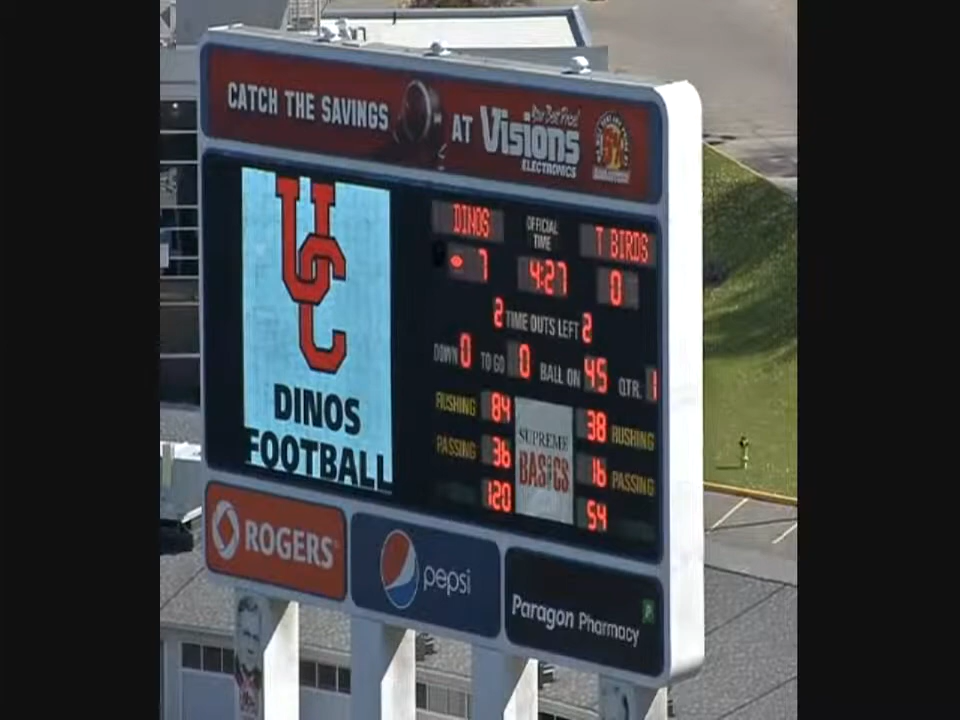 CATCH THE SAVINGS AT Visions
Your Best Price!
ELECTRONICS
UC
DINOS
FOOTBALL
DINOS OFFICIAL TIME T BIRDS
7 4:27 0
2 TIME OUTS LEFT 2
DOWN 0 TO GO 0 BALL ON 45 QTR. 1
RUSHING 84 38 RUSHING
PASSING 36 16 PASSING
120 54
SUPREME
BASICS
ROGERS
pepsi
Paragon Pharmacy